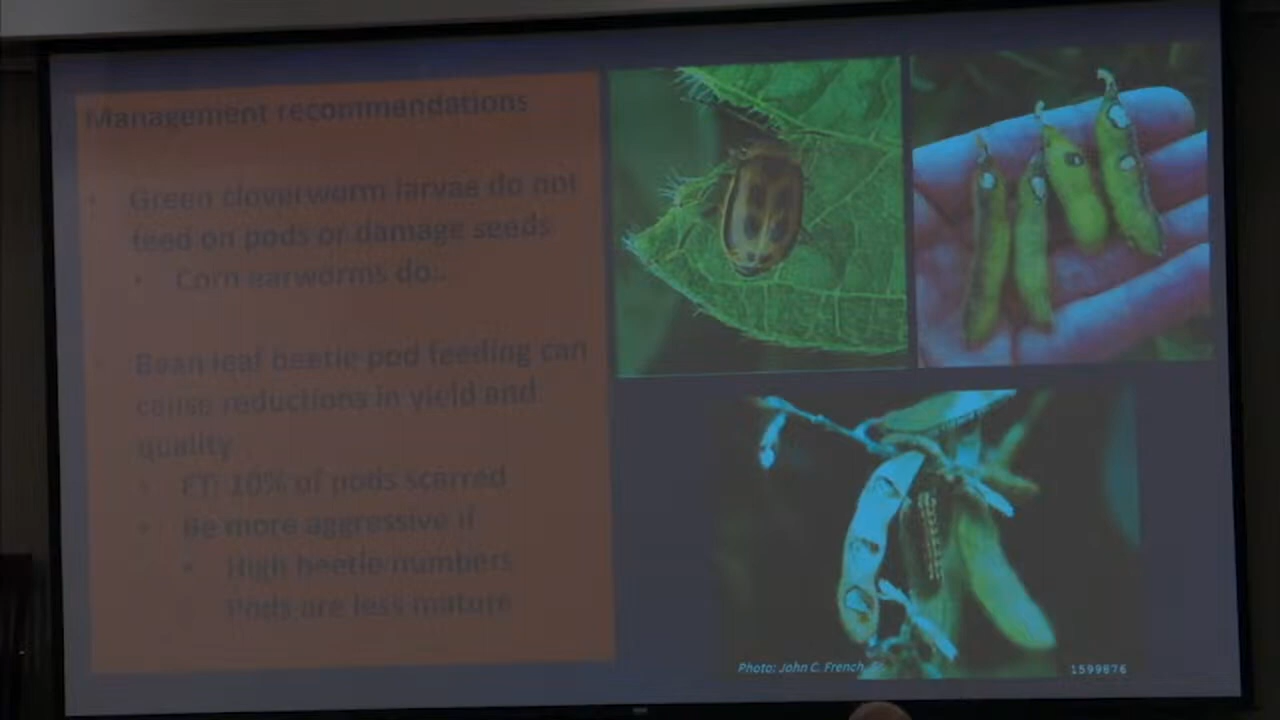 Management recommendations
Green cloverworm larvae do not
feed on pods or damage seeds
Corn earworms do..
Bean leaf beetle pod feeding can
cause reductions in yield and
quality
ET: 10% of pods scarred
Be more aggressive if
High beetle numbers
Pods are less mature
Photo: John C. French
1599876